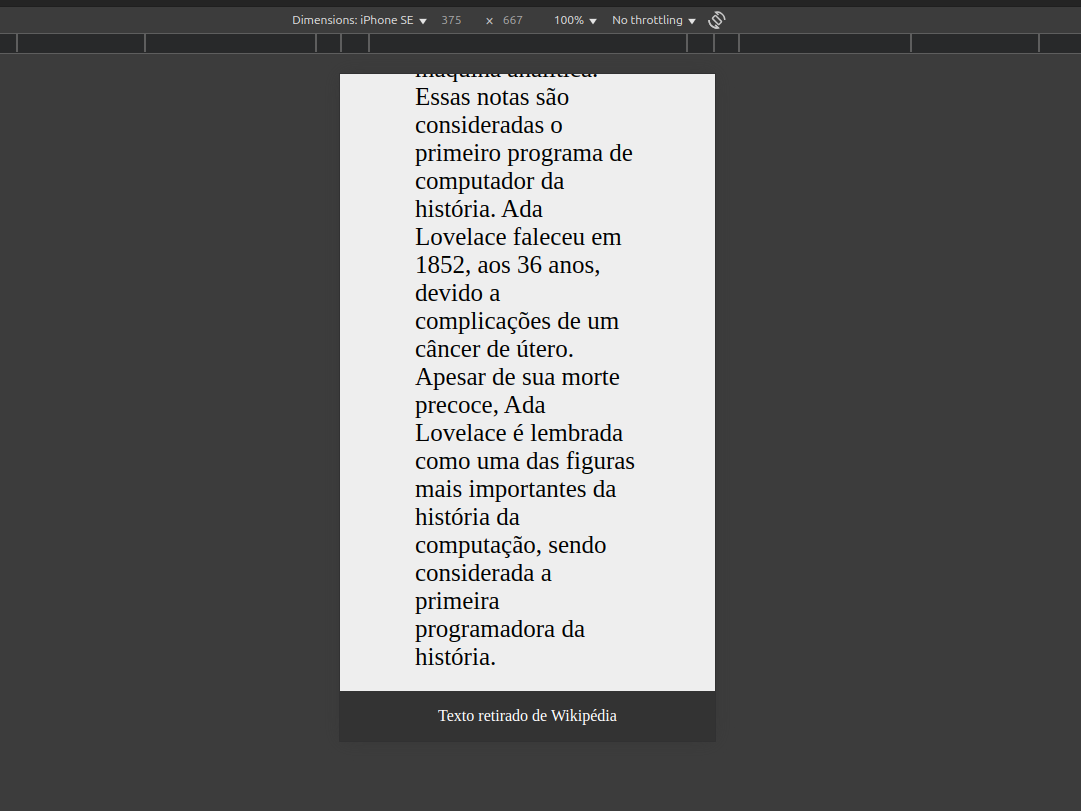 Dimensions: iPhone SE 375 × 667 100% No throttling
Essas notas são
consideradas o
primeiro programa de
computador da
história. Ada
Lovelace faleceu em
1852, aos 36 anos,
devido a
complicações de um
câncer de útero.
Apesar de sua morte
precoce, Ada
Lovelace é lembrada
como uma das figuras
mais importantes da
história da
computação, sendo
considerada a
primeira
programadora da
história.
Texto retirado de Wikipédia